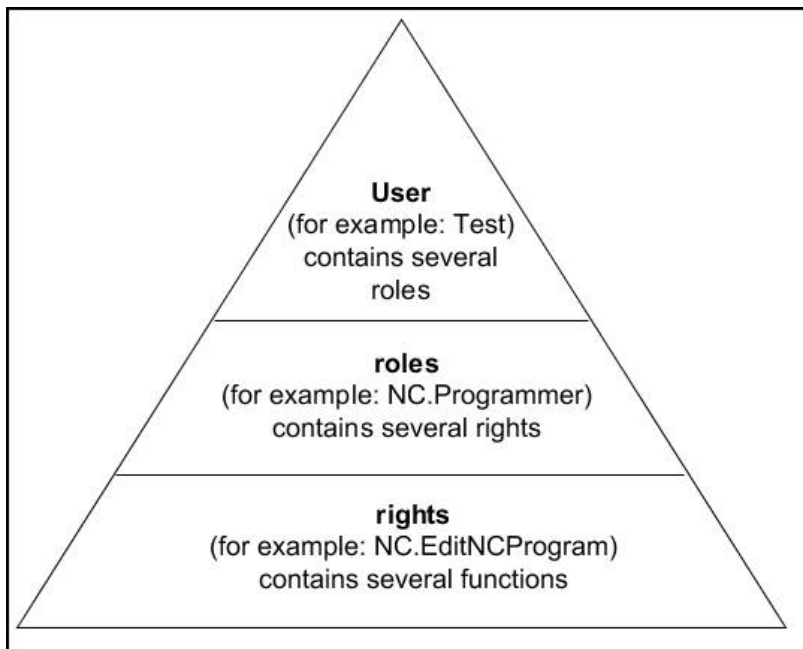 User
(for example: Test)
contains several
roles
roles
(for example: NC.Programmer)
contains several rights
rights
(for example: NC.EditNCProgram)
contains several functions